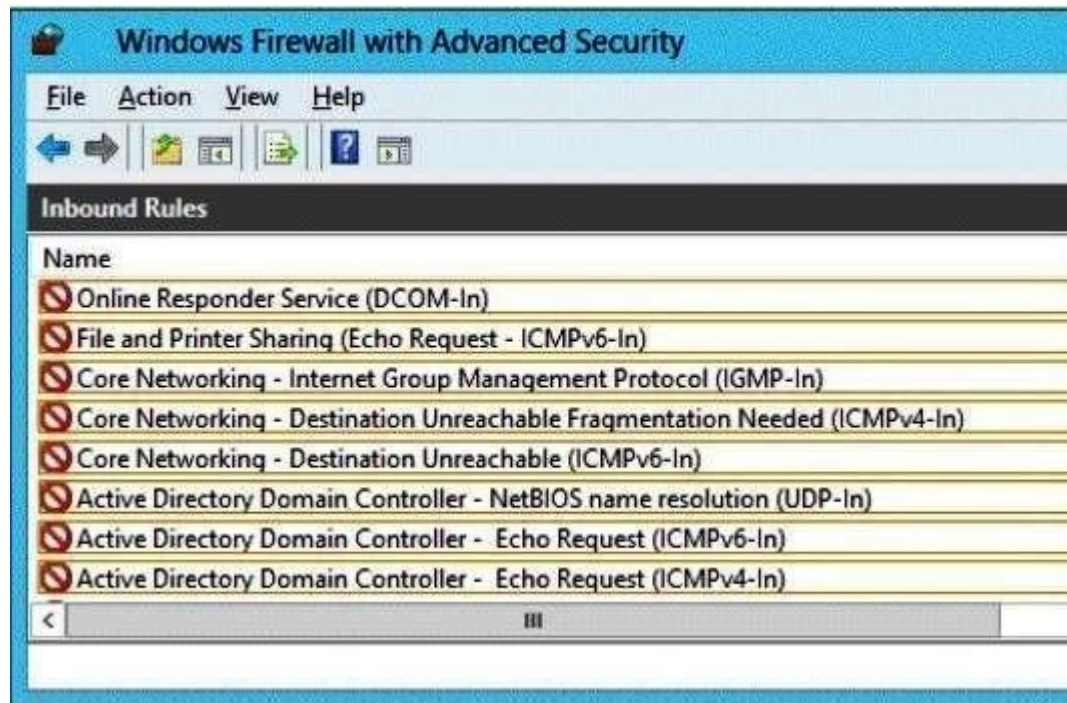 Windows Firewall with Advanced Security
File Action View Help
Inbound Rules
Name
Online Responder Service (DCOM-In)
File and Printer Sharing (Echo Request - ICMPv6-In)
Core Networking - Internet Group Management Protocol (IGMP-In)
Core Networking - Destination Unreachable Fragmentation Needed (ICMPv4-In)
Core Networking - Destination Unreachable (ICMPv6-In)
Active Directory Domain Controller - NetBIOS name resolution (UDP-In)
Active Directory Domain Controller -  Echo Request (ICMPv6-In)
Active Directory Domain Controller -  Echo Request (ICMPv4-In)